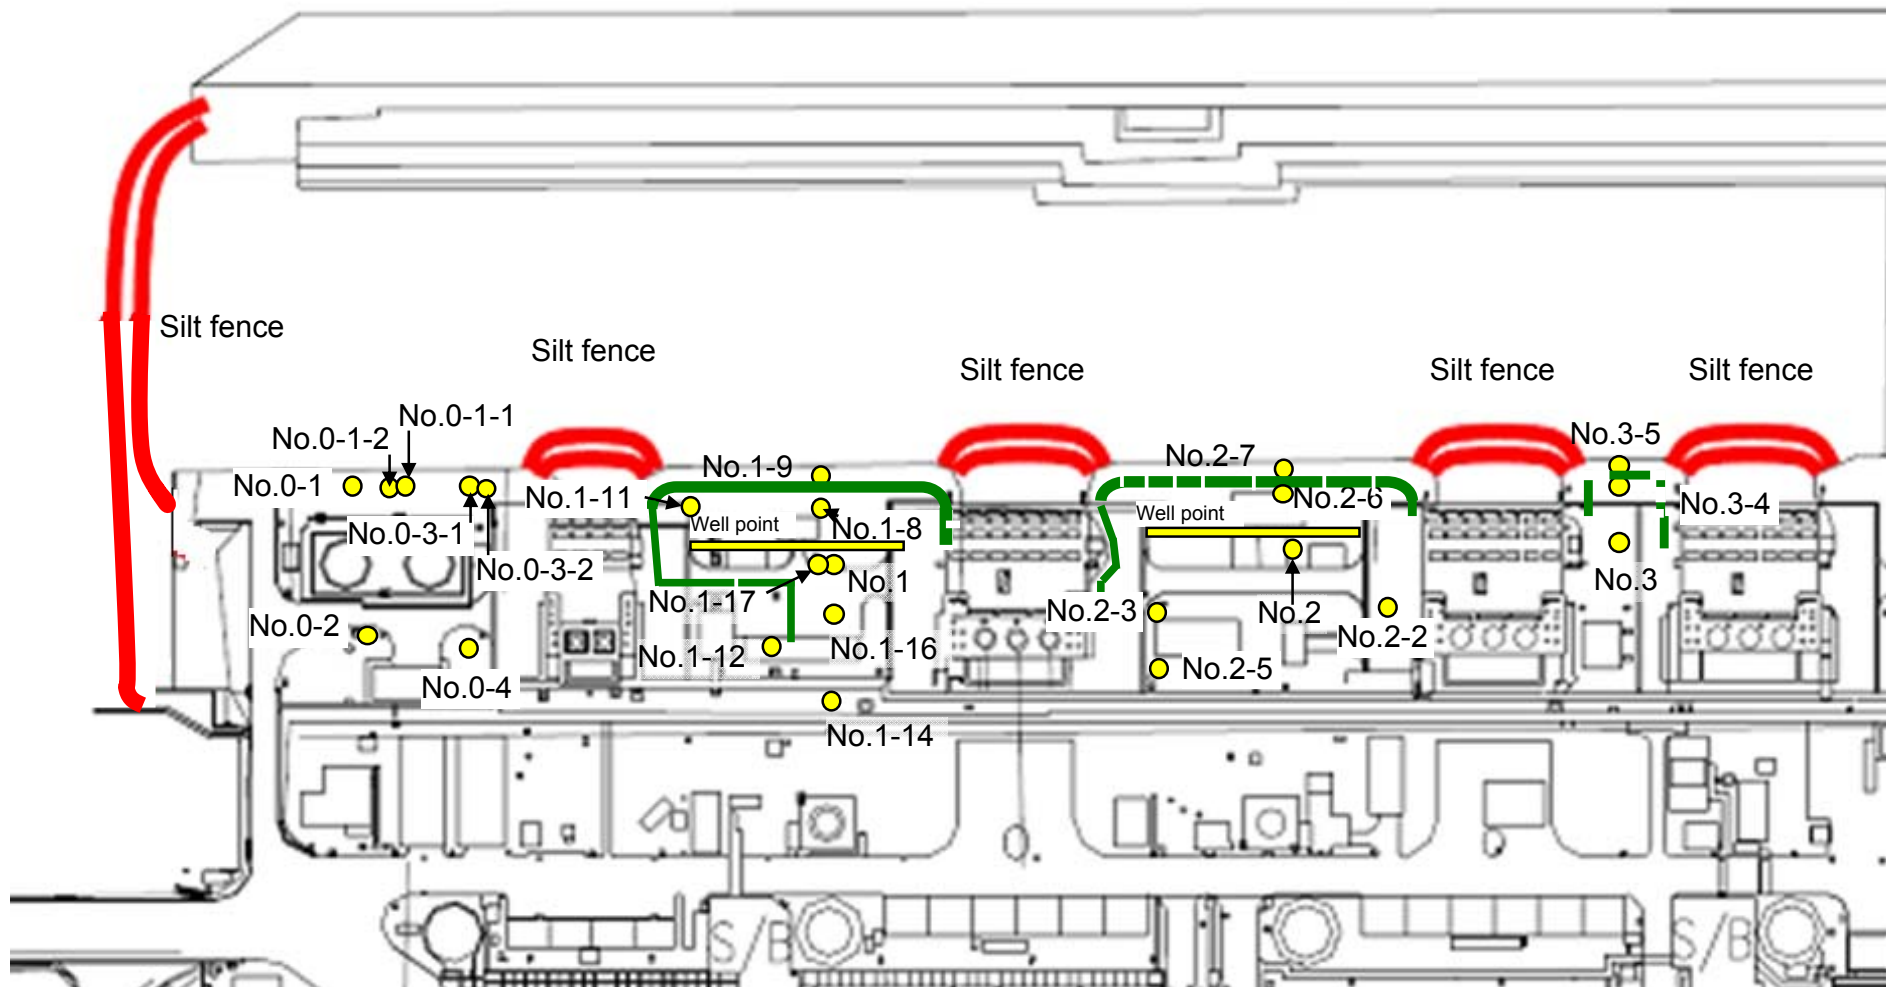 Silt fence
Silt fence
Silt fence
Silt fence
Silt fence
No.0-1-1
No.0-1-2
No.3-5
No.2-7
No.1-9
No.0-1
No.1-11
No.2-6
No.3-4
Well point
Well point
No.1-8
No.0-3-1
No.0-3-2
No.1
No.3
No.1-17
No.2-3
No.2
No.0-2
No.2-2
No.1-16
No.1-12
No.2-5
No.0-4
No.1-14
S/B
S/B